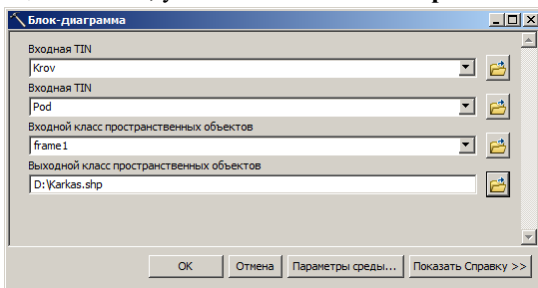 Блок-диаграмма
Входная TIN
Krov
Входная TIN
Pod
Входной класс пространственных объектов
frame1
Выходной класс пространственных объектов
D:\Karkas.shp
OK Отмена Параметры среды... Показать Справку >>